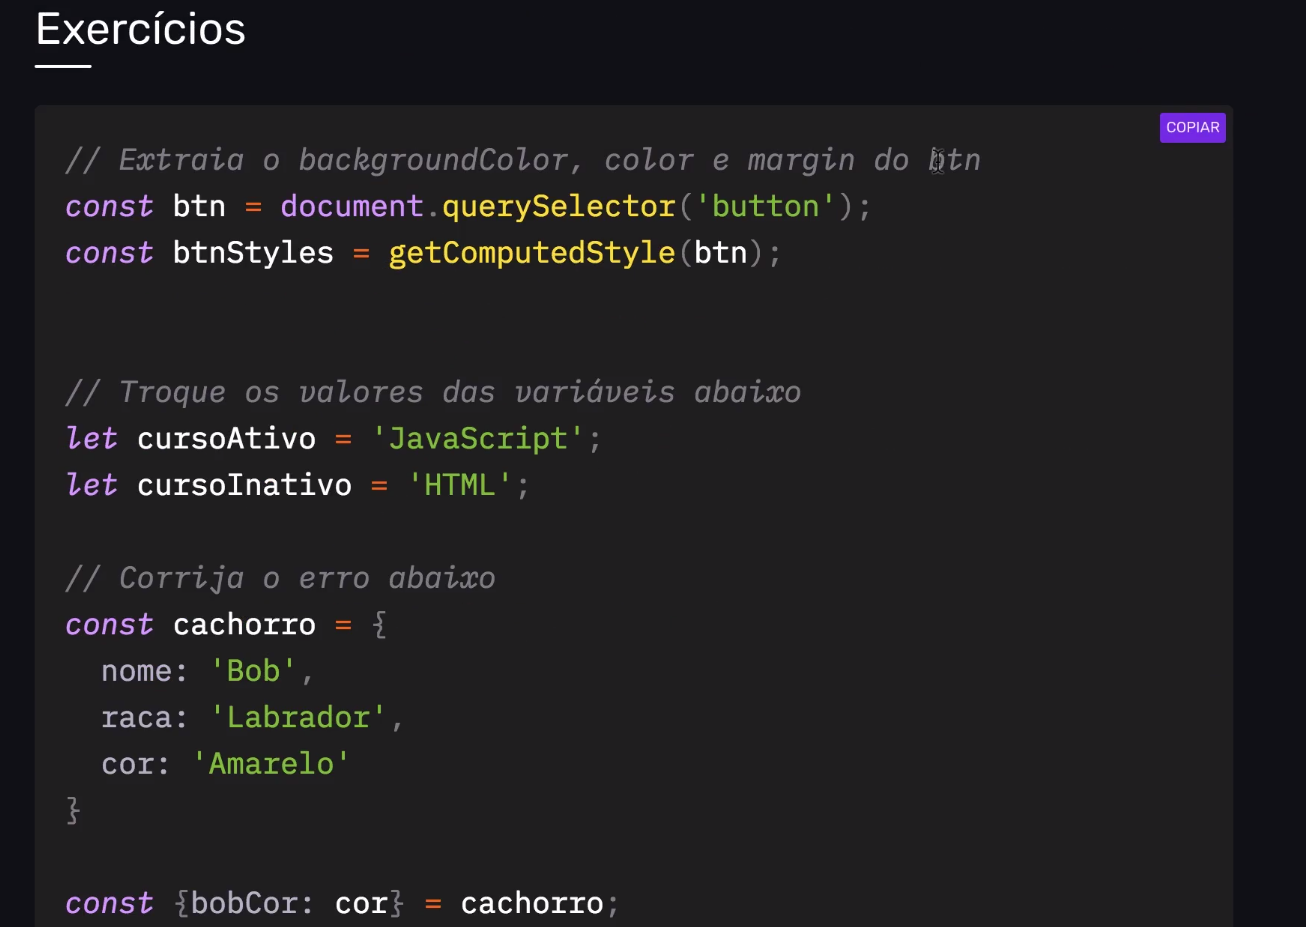 Exercícios
COPIAR
// Extraia o backgroundColor, color e margin do btn
const btn = document.querySelector('button');
const btnStyles = getComputedStyle(btn);
// Troque os valores das variáveis abaixo
let cursoAtivo = 'JavaScript';
let cursoInativo = 'HTML';
// Corrija o erro abaixo
const cachorro = {
  nome: 'Bob',
  raca: 'Labrador',
  cor: 'Amarelo'
}
const {bobCor: cor} = cachorro;